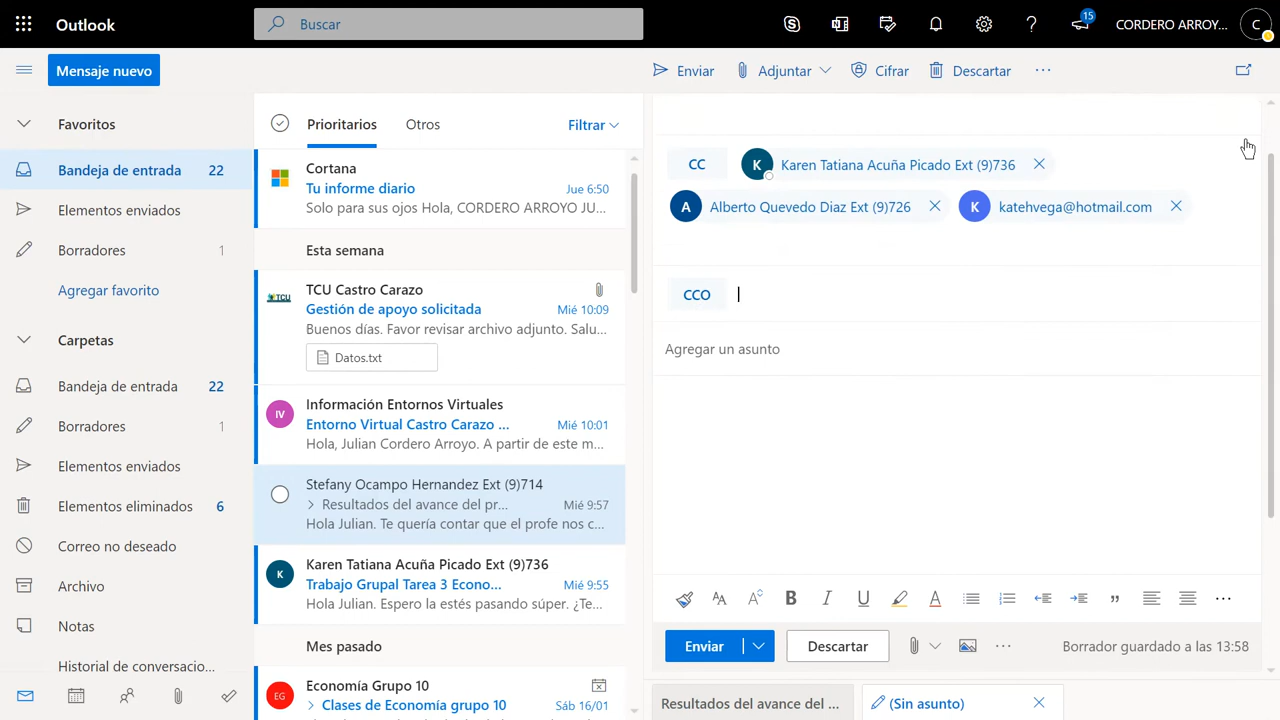 Outlook
Buscar
15
CORDERO ARROY...
C
Mensaje nuevo
Enviar
Adjuntar
Cifrar
Descartar
Favoritos
Bandeja de entrada 22
Elementos enviados
Borradores 1
Agregar favorito
Carpetas
Bandeja de entrada 22
Borradores 1
Elementos enviados
Elementos eliminados 6
Correo no deseado
Archivo
Notas
Historial de conversacio...
Prioritarios Otros Filtrar
Cortana
Tu informe diario Jue 6:50
Solo para sus ojos Hola, CORDERO ARROYO JU...
Esta semana
TCU
TCU Castro Carazo
Gestión de apoyo solicitada Mié 10:09
Buenos días. Favor revisar archivo adjunto. Salu...
Datos.txt
IV
Información Entornos Virtuales
Entorno Virtual Castro Carazo ... Mié 10:01
Hola, Julian Cordero Arroyo. A partir de este m...
Stefany Ocampo Hernandez Ext (9)714
> Resultados del avance del pr... Mié 9:57
Hola Julian. Te quería contar que el profe nos c...
K
Karen Tatiana Acuña Picado Ext (9)736
Trabajo Grupal Tarea 3 Econo... Mié 9:55
Hola Julian. Espero la estés pasando súper. ¿Te...
Mes pasado
EG
Economía Grupo 10
> Clases de Economía grupo 10 Sáb 16/01
CC K Karen Tatiana Acuña Picado Ext (9)736
A Alberto Quevedo Diaz Ext (9)726 K katehvega@hotmail.com
CCO
Agregar un asunto
Enviar Descartar Borrador guardado a las 13:58
Resultados del avance del ... (Sin asunto)